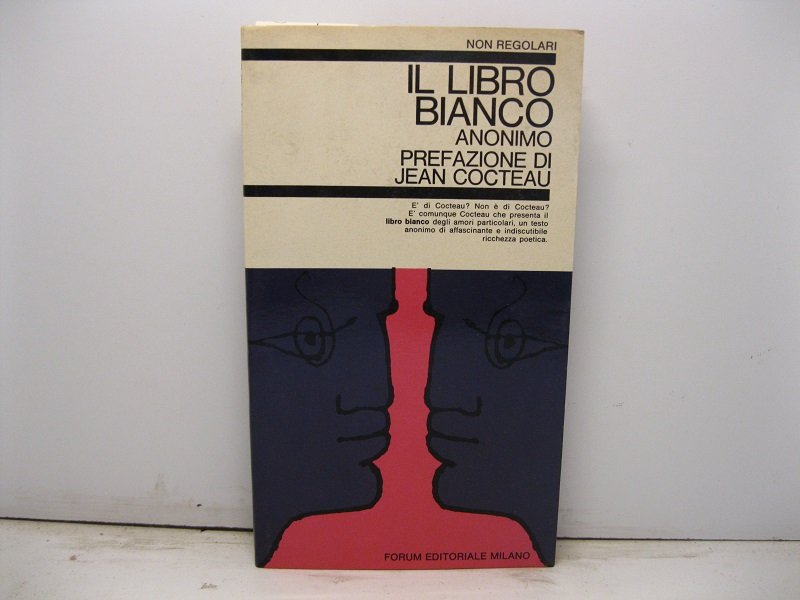 NON REGOLARI
IL LIBRO
BIANCO
ANONIMO
PREFAZIONE DI
JEAN COCTEAU
E' di Cocteau? Non è di Cocteau?
E' comunque Cocteau che presenta il
libro bianco degli amori particolari, un testo
anonimo di affascinante e indiscutibile
ricchezza poetica.
FORUM EDITORIALE MILANO